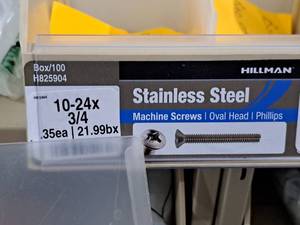 Box/100
H825904
HILLMAN
10-24x
3/4
.35ea | 21.99bx
Stainless Steel
Machine Screws | Oval Head | Phillips